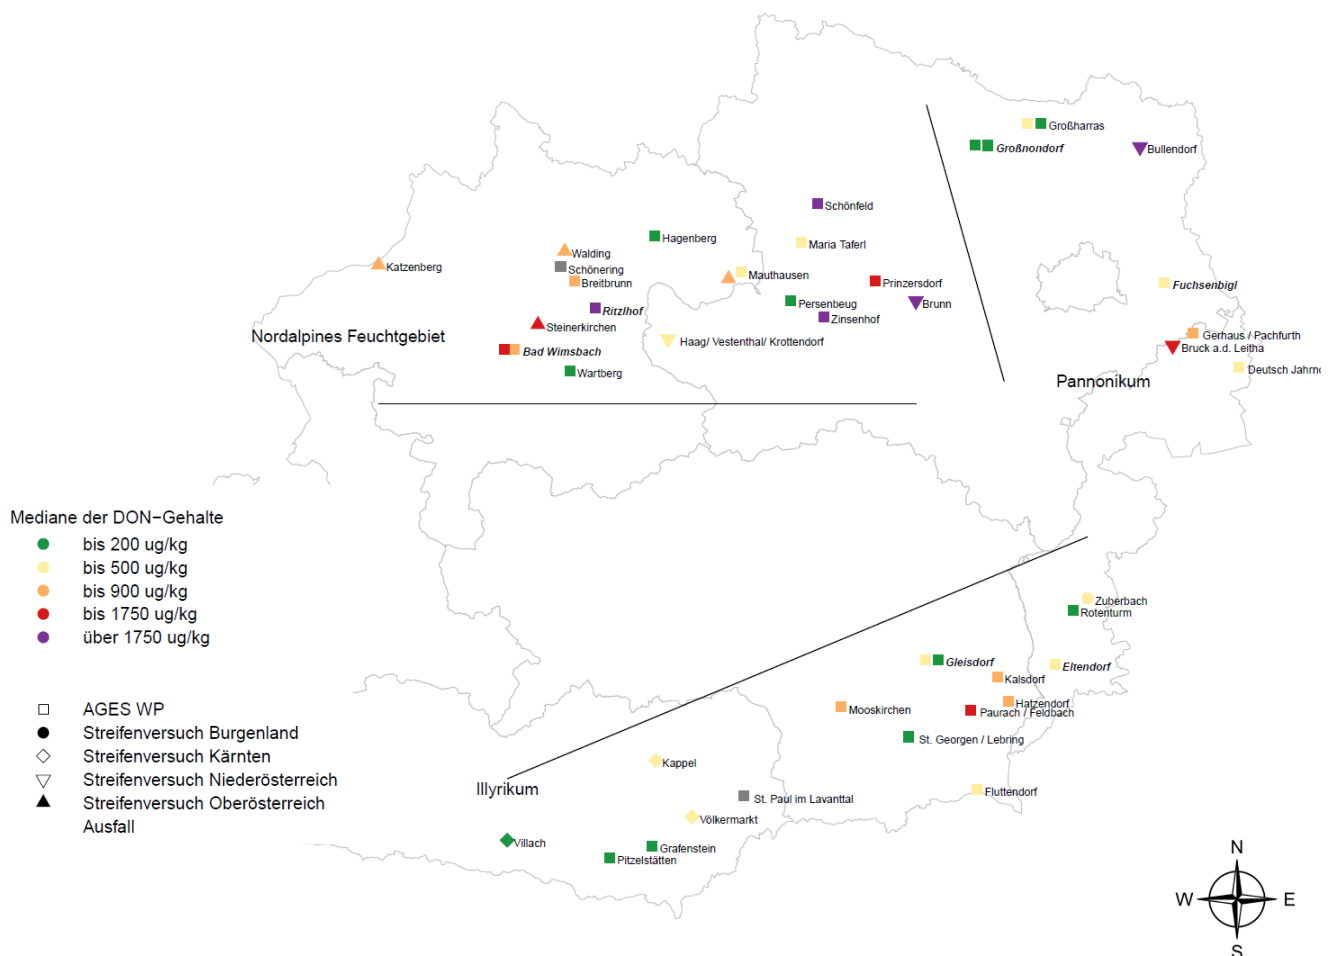 Großharras
Großnondorf
Bullendorf
Schönfeld
Hagenberg
Maria Taferl
Walding
Katzenberg
Schönering
Mauthausen
Breitbrunn
Prinzersdorf
Fuchsenbigl
Persenbeug
Brunn
Ritzlhof
Zinsenhof
Steinerkirchen
Nordalpines Feuchtgebiet
Gerhaus / Pachfurth
Haag/ Vestenthal/ Krottendorf
Bruck a.d. Leitha
Bad Wimsbach
Deutsch Jahrn
Wartberg
Pannonikum
Mediane der DON−Gehalte
bis 200 ug/kg
bis 500 ug/kg
bis 900 ug/kg
bis 1750 ug/kg
über 1750 ug/kg
Zuberbach
Rotenturm
Gleisdorf
Eltendorf
Kalsdorf
Hatzendorf
Mooskirchen
Paurach / Feldbach
St. Georgen / Lebring
AGES WP
Streifenversuch Burgenland
Streifenversuch Kärnten
Streifenversuch Niederösterreich
Streifenversuch Oberösterreich
Ausfall
Kappel
Illyrikum
Fluttendorf
St. Paul im Lavanttal
Völkermarkt
Villach
Grafenstein
Pitzelstätten
N
W
E
S